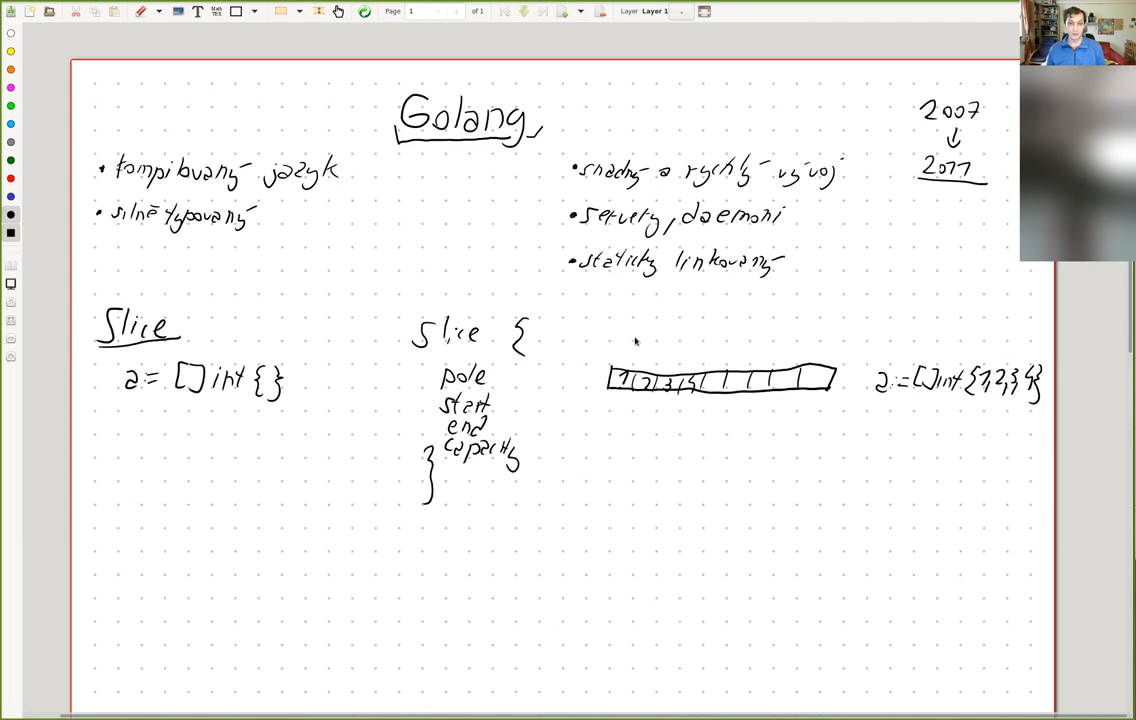 Page 1 of 1 Layer Layer 1
Golang
2007
2011
• kompilovaný jazyk
• silně typovaný
• snadný a rychlý vývoj
• servery, daemoni
• staticky linkovaný
Slice
a := []int{}
Slice {
pole
start
end
capacity
}
1 2 3 4
a := []int{1,2,3,4}